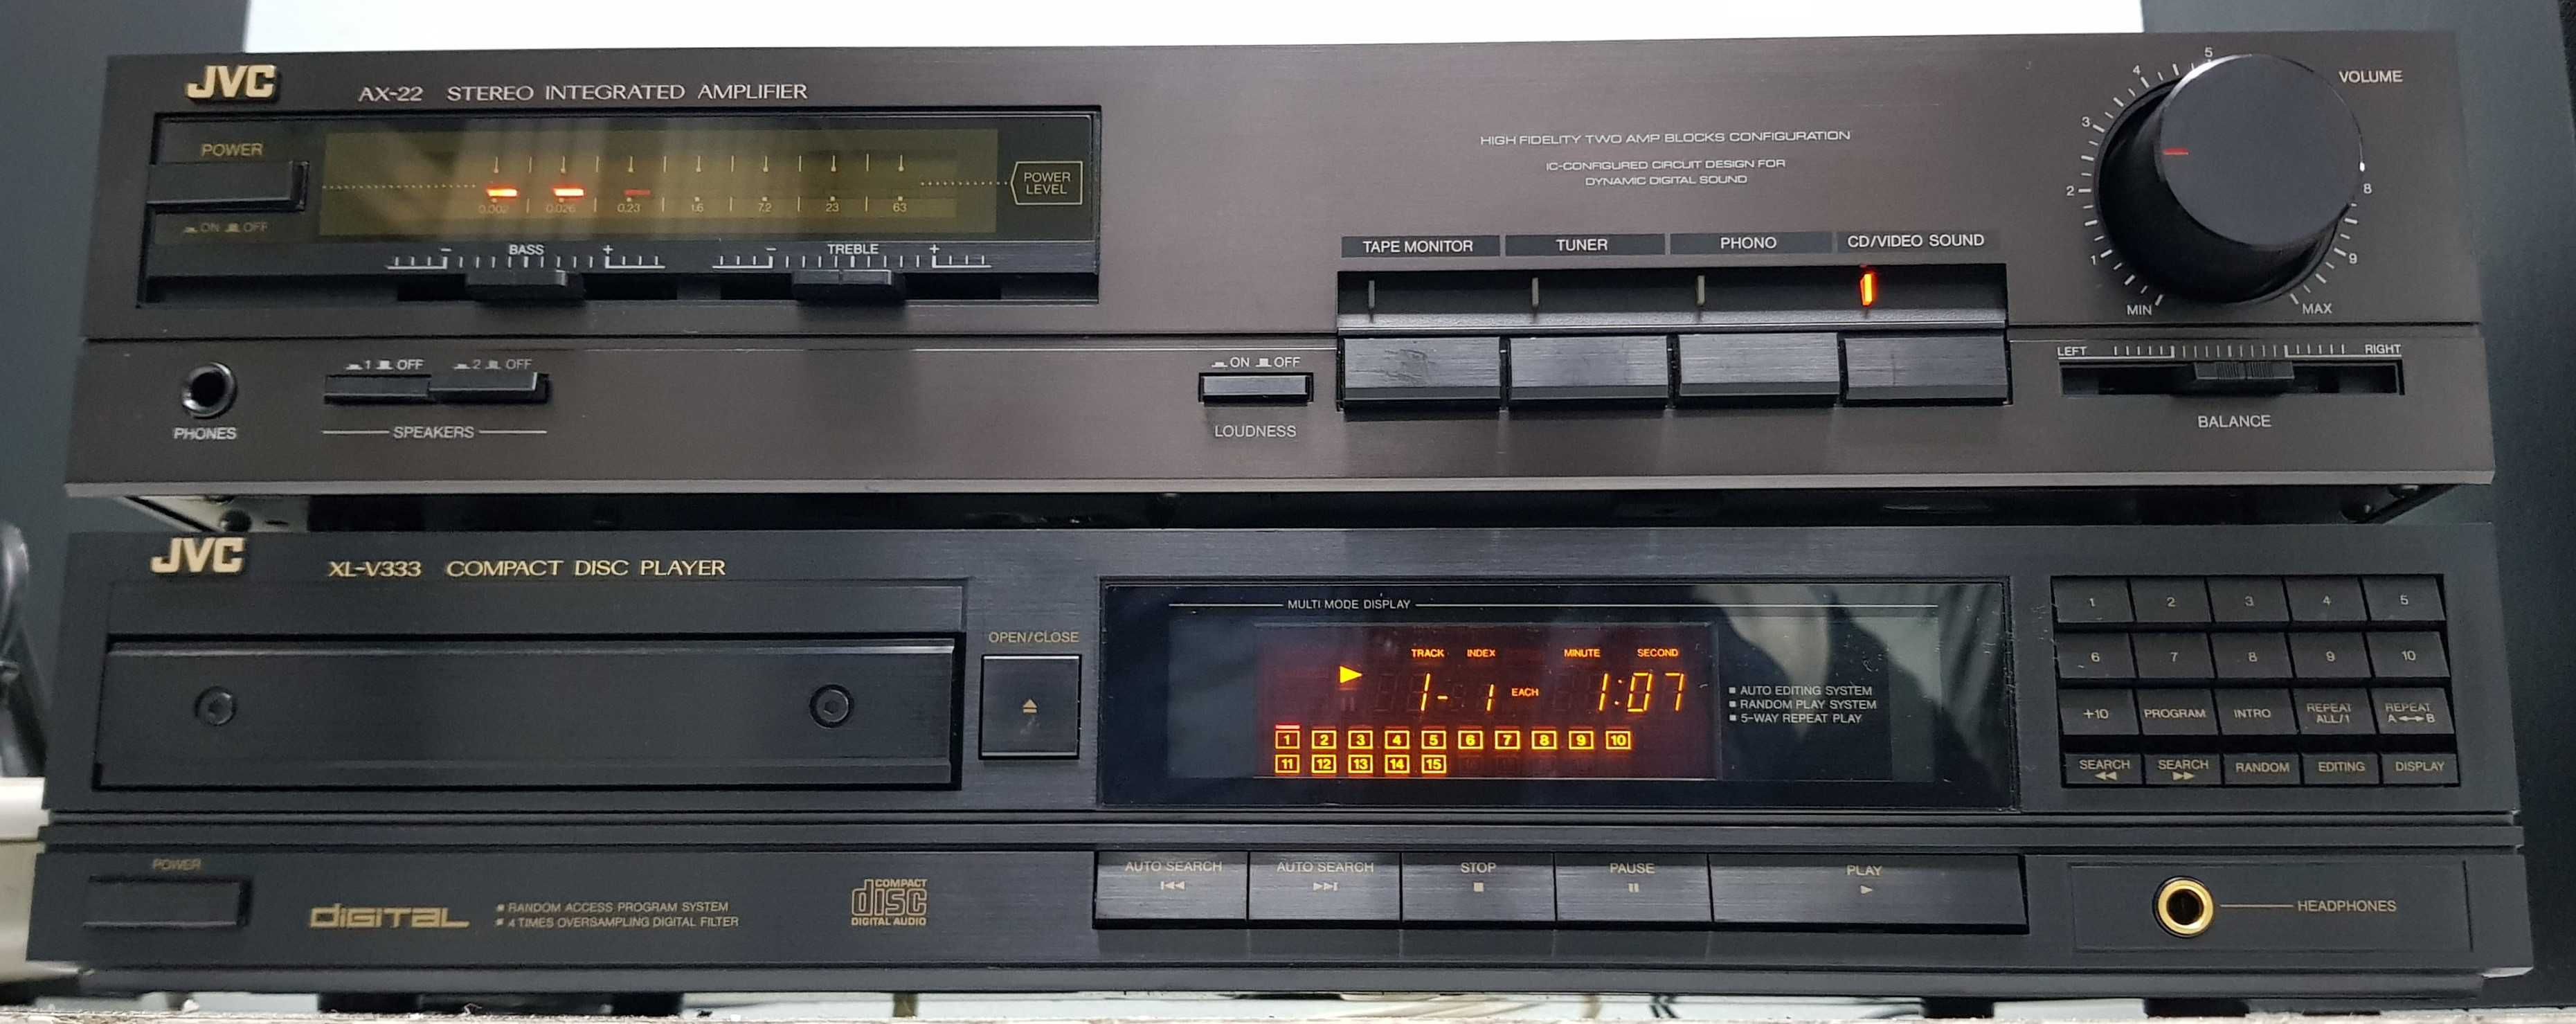 JVC
AX-22 STEREO INTEGRATED AMPLIFIER
POWER
ON OFF
0.002 0.026 0.23 1.6 7.2 23 63
POWER
LEVEL
- BASS +
- TREBLE +
HIGH FIDELITY TWO AMP BLOCKS CONFIGURATION
IC-CONFIGURED CIRCUIT DESIGN FOR
DYNAMIC DIGITAL SOUND
TAPE MONITOR TUNER PHONO CD/VIDEO SOUND
VOLUME
MIN 1 2 3 4 5 8 9 MAX
PHONES
1 OFF 2 OFF
SPEAKERS
ON OFF
LOUDNESS
LEFT RIGHT
BALANCE
JVC
XL-V333 COMPACT DISC PLAYER
OPEN/CLOSE
MULTI MODE DISPLAY
TRACK INDEX MINUTE SECOND
1- 1 EACH 1:07
1 2 3 4 5 6 7 8 9 10
11 12 13 14 15
AUTO EDITING SYSTEM
RANDOM PLAY SYSTEM
5-WAY REPEAT PLAY
1 2 3 4 5
6 7 8 9 10
+10 PROGRAM INTRO REPEAT ALL/1 REPEAT A↔B
SEARCH SEARCH RANDOM EDITING DISPLAY
POWER
DIGITAL
RANDOM ACCESS PROGRAM SYSTEM
4 TIMES OVERSAMPLING DIGITAL FILTER
COMPACT
disc
DIGITAL AUDIO
AUTO SEARCH AUTO SEARCH STOP PAUSE PLAY
HEADPHONES